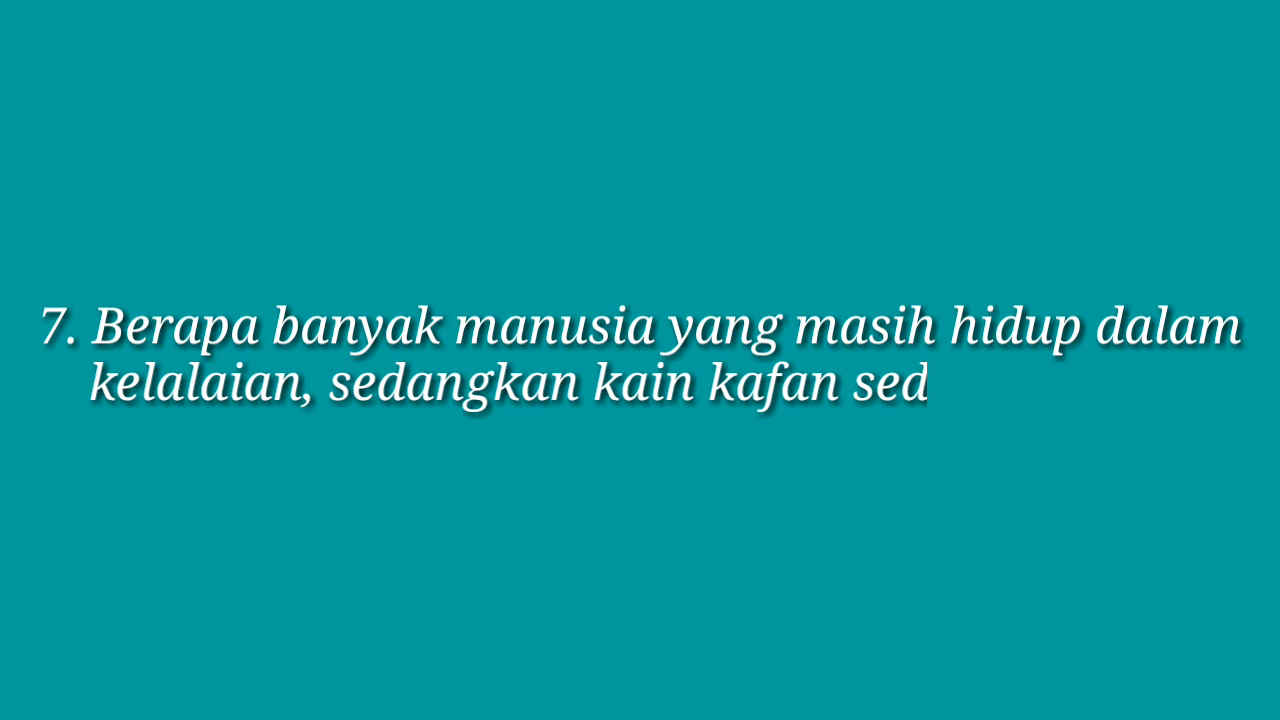 7. Berapa banyak manusia yang masih hidup dalam
kelalaian, sedangkan kain kafan sed